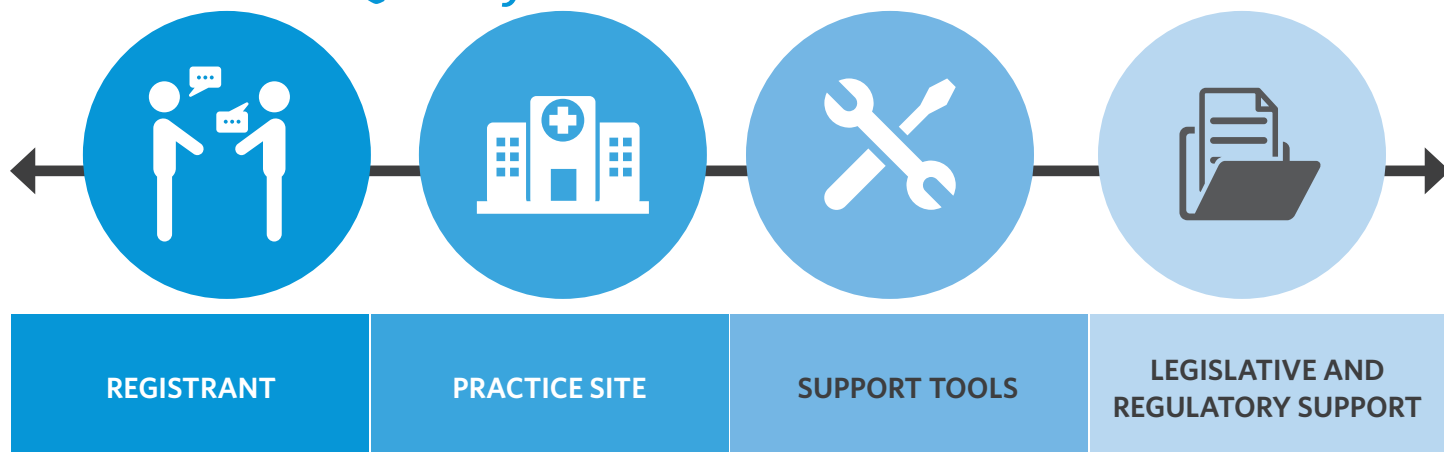 REGISTRANT
PRACTICE SITE
SUPPORT TOOLS
LEGISLATIVE AND
REGULATORY SUPPORT